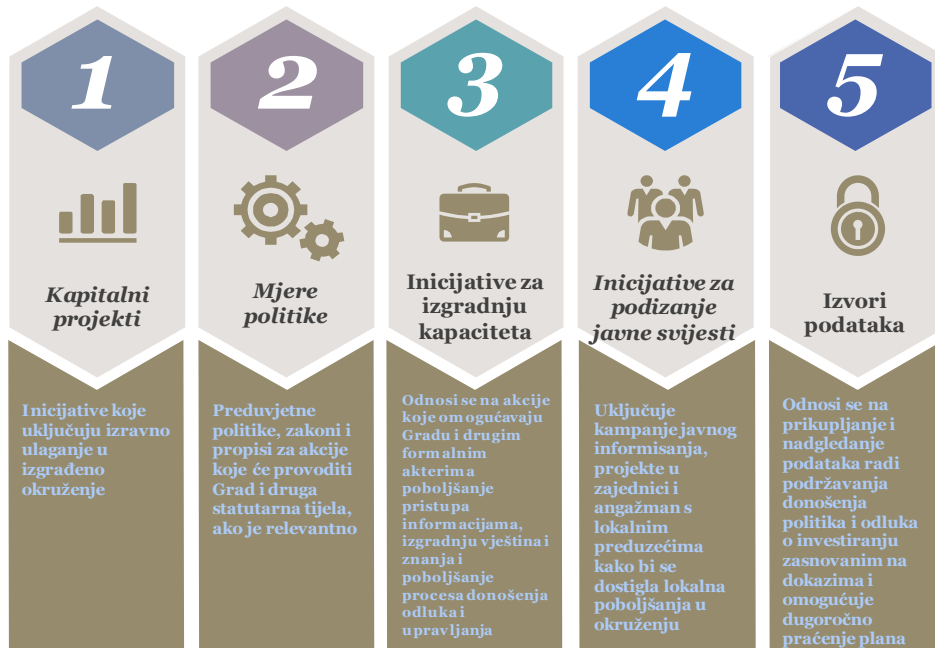 1
Kapitalni
projekti
Inicijative koje
uključuju izravno
ulaganje u
izgrađeno
okruženje
2
Mjere
politike
Preduvjetne
politike, zakoni i
propisi za akcije
koje će provoditi
Grad i druga
statutarna tijela,
ako je relevantno
3
Inicijative za
izgradnju
kapaciteta
Odnosi se na akcije
koje omogućavaju
Gradu i drugim
formalnim
akterima
poboljšanje
pristupa
informacijama,
izgradnju vještina i
znanja i
poboljšanje
procesa donošenja
odluka i
upravljanja
4
Inicijative za
podizanje
javne svijesti
Uključuje
kampanje javnog
informisanja,
projekte u
zajednici i
angažman s
lokalnim
preduzećima
kako bi se
dostigla lokalna
poboljšanja u
okruženju
5
Izvori
podataka
Odnosi se na
prikupljanje i
nadgledanje
podataka radi
podržavanja
donošenja
politika i odluka
o investiranju
zasnovanim na
dokazima i
omogućuje
dugoročno
praćenje plana